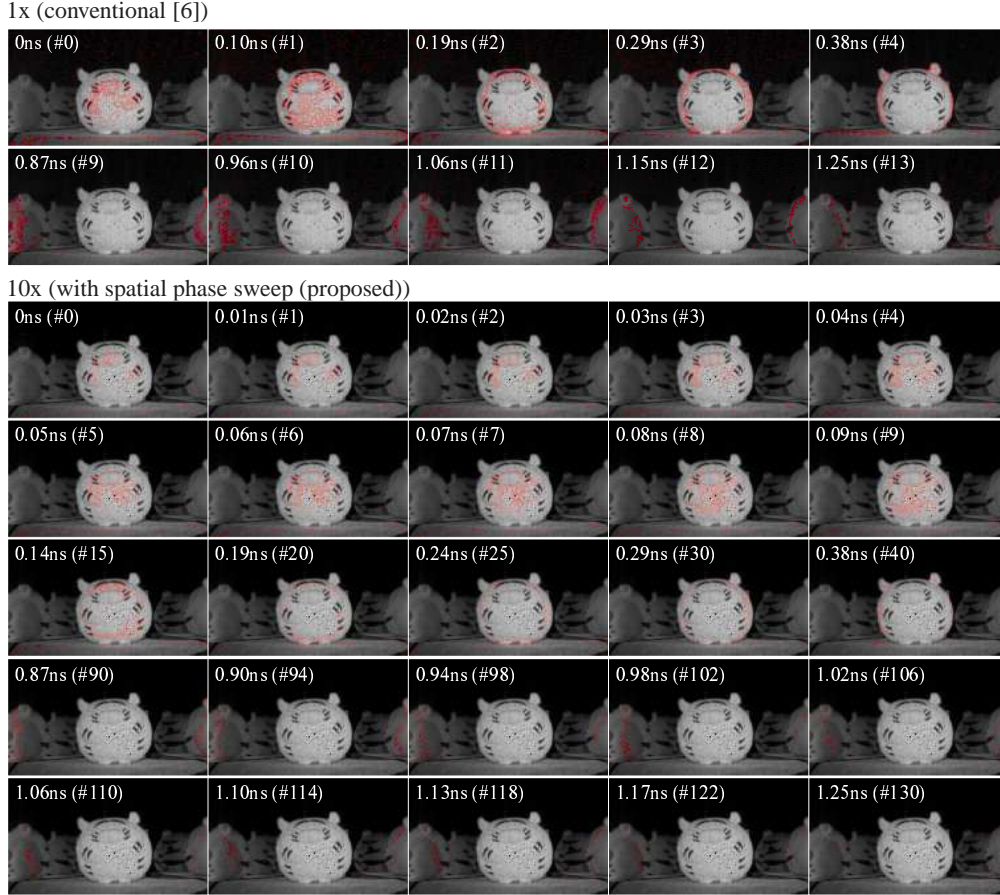 1x (conventional [6])
0ns (#0) 0.10ns (#1) 0.19ns (#2) 0.29ns (#3) 0.38ns (#4)
0.87ns (#9) 0.96ns (#10) 1.06ns (#11) 1.15ns (#12) 1.25ns (#13)
10x (with spatial phase sweep (proposed))
0ns (#0) 0.01ns (#1) 0.02ns (#2) 0.03ns (#3) 0.04ns (#4)
0.05ns (#5) 0.06ns (#6) 0.07ns (#7) 0.08ns (#8) 0.09ns (#9)
0.14ns (#15) 0.19ns (#20) 0.24ns (#25) 0.29ns (#30) 0.38ns (#40)
0.87ns (#90) 0.90ns (#94) 0.94ns (#98) 0.98ns (#102) 1.02ns (#106)
1.06ns (#110) 1.10ns (#114) 1.13ns (#118) 1.17ns (#122) 1.25ns (#130)